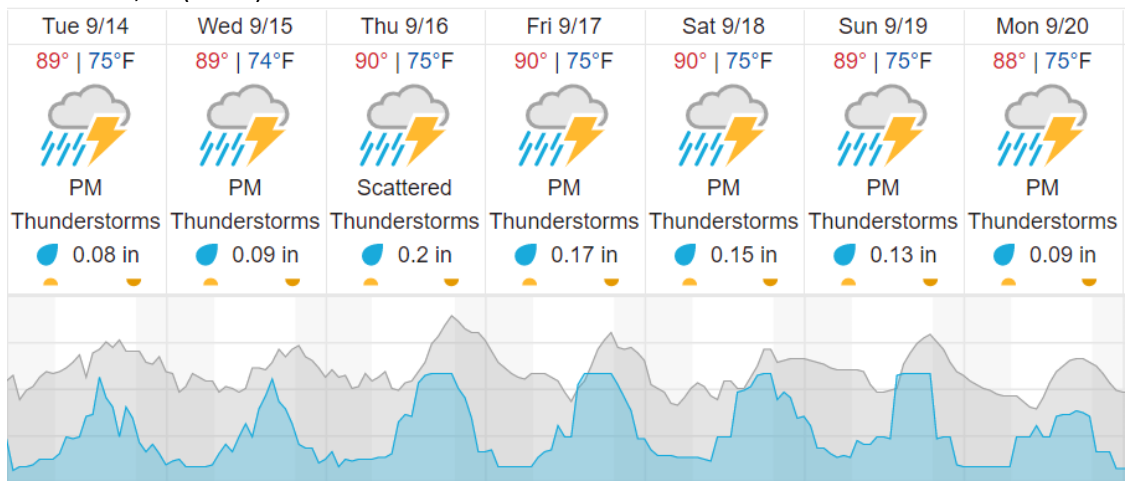 Tue 9/14 Wed 9/15 Thu 9/16 Fri 9/17 Sat 9/18 Sun 9/19 Mon 9/20
89° | 75°F 89° | 74°F 90° | 75°F 90° | 75°F 90° | 75°F 89° | 75°F 88° | 75°F
PM PM Scattered PM PM PM PM
Thunderstorms Thunderstorms Thunderstorms Thunderstorms Thunderstorms Thunderstorms Thunderstorms
0.08 in 0.09 in 0.2 in 0.17 in 0.15 in 0.13 in 0.09 in